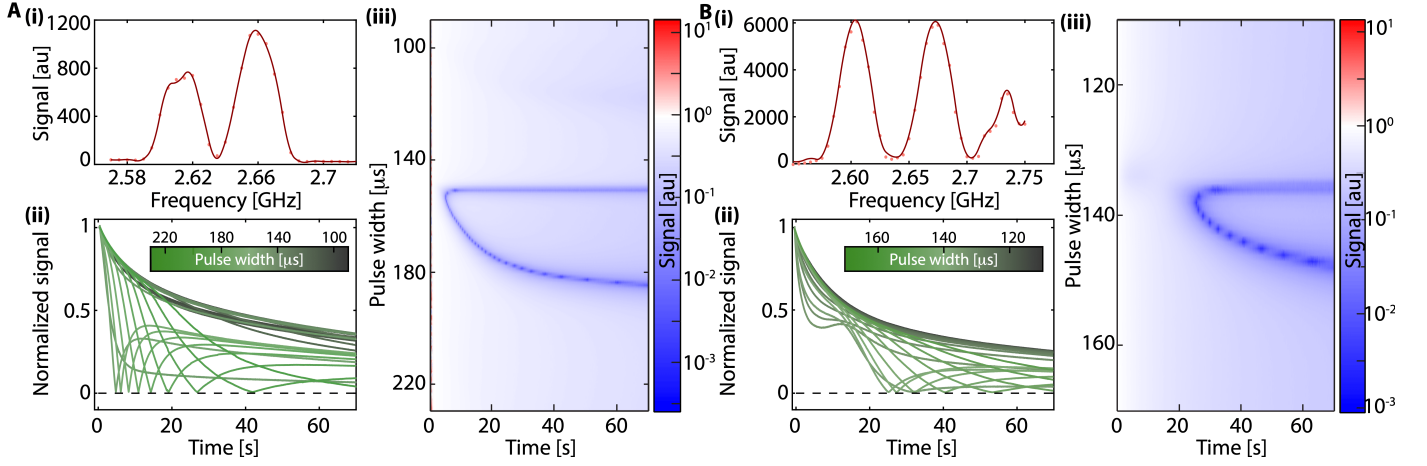 A (i)
1200
800
400
0
Signal [au]
2.58 2.62 2.66 2.7
Frequency [GHz]
(ii)
1
0.5
0
Normalized signal
220 180 140 100
Pulse width [μs]
0 20 40 60
Time [s]
(iii)
100
140
180
220
Pulse width [μs]
0 20 40 60
Time [s]
10^1
10^0
10^-1
10^-2
10^-3
Signal [au]
B (i)
6000
4000
2000
0
Signal [au]
2.60 2.65 2.7 2.75
Frequency [GHz]
(ii)
1
0.5
0
Normalized signal
160 140 120
Pulse width [μs]
0 20 40 60
Time [s]
(iii)
120
140
160
Pulse width [μs]
0 20 40 60
Time [s]
10^1
10^0
10^-1
10^-2
10^-3
Signal [au]